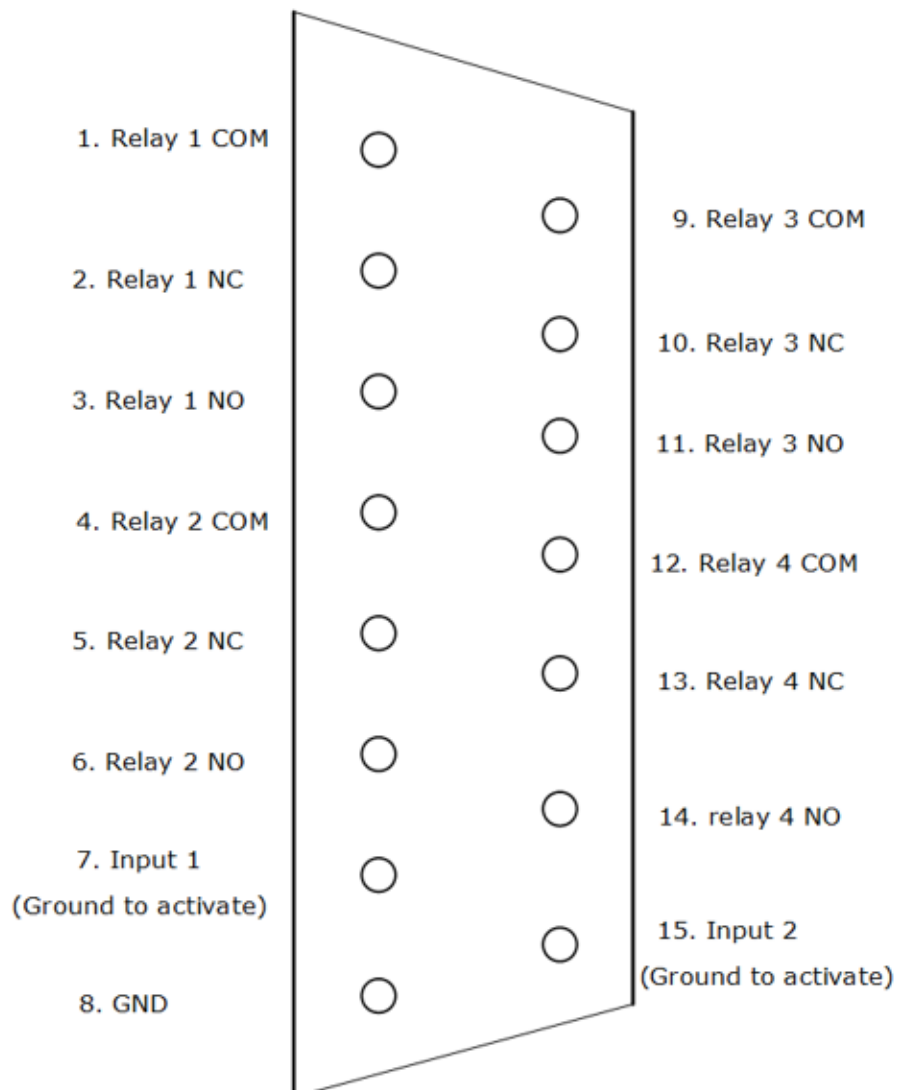 1. Relay 1 COM
2. Relay 1 NC
3. Relay 1 NO
4. Relay 2 COM
5. Relay 2 NC
6. Relay 2 NO
7. Input 1
(Ground to activate)
8. GND
9. Relay 3 COM
10. Relay 3 NC
11. Relay 3 NO
12. Relay 4 COM
13. Relay 4 NC
14. relay 4 NO
15. Input 2
(Ground to activate)